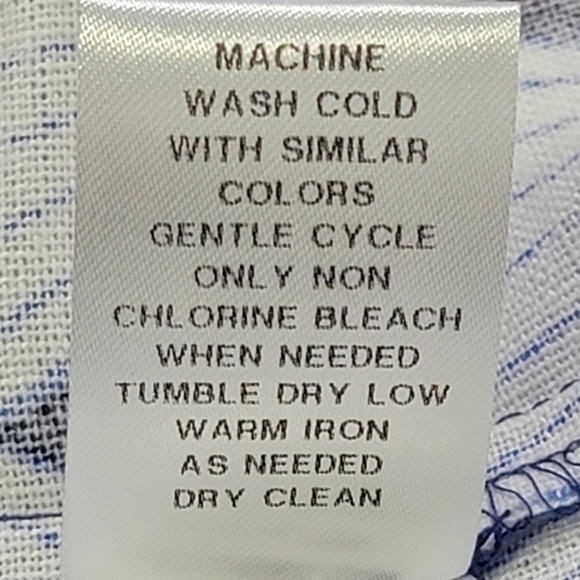 MACHINE
WASH COLD
WITH SIMILAR
COLORS
GENTLE CYCLE
ONLY NON
CHLORINE BLEACH
WHEN NEEDED
TUMBLE DRY LOW
WARM IRON
AS NEEDED
DRY CLEAN